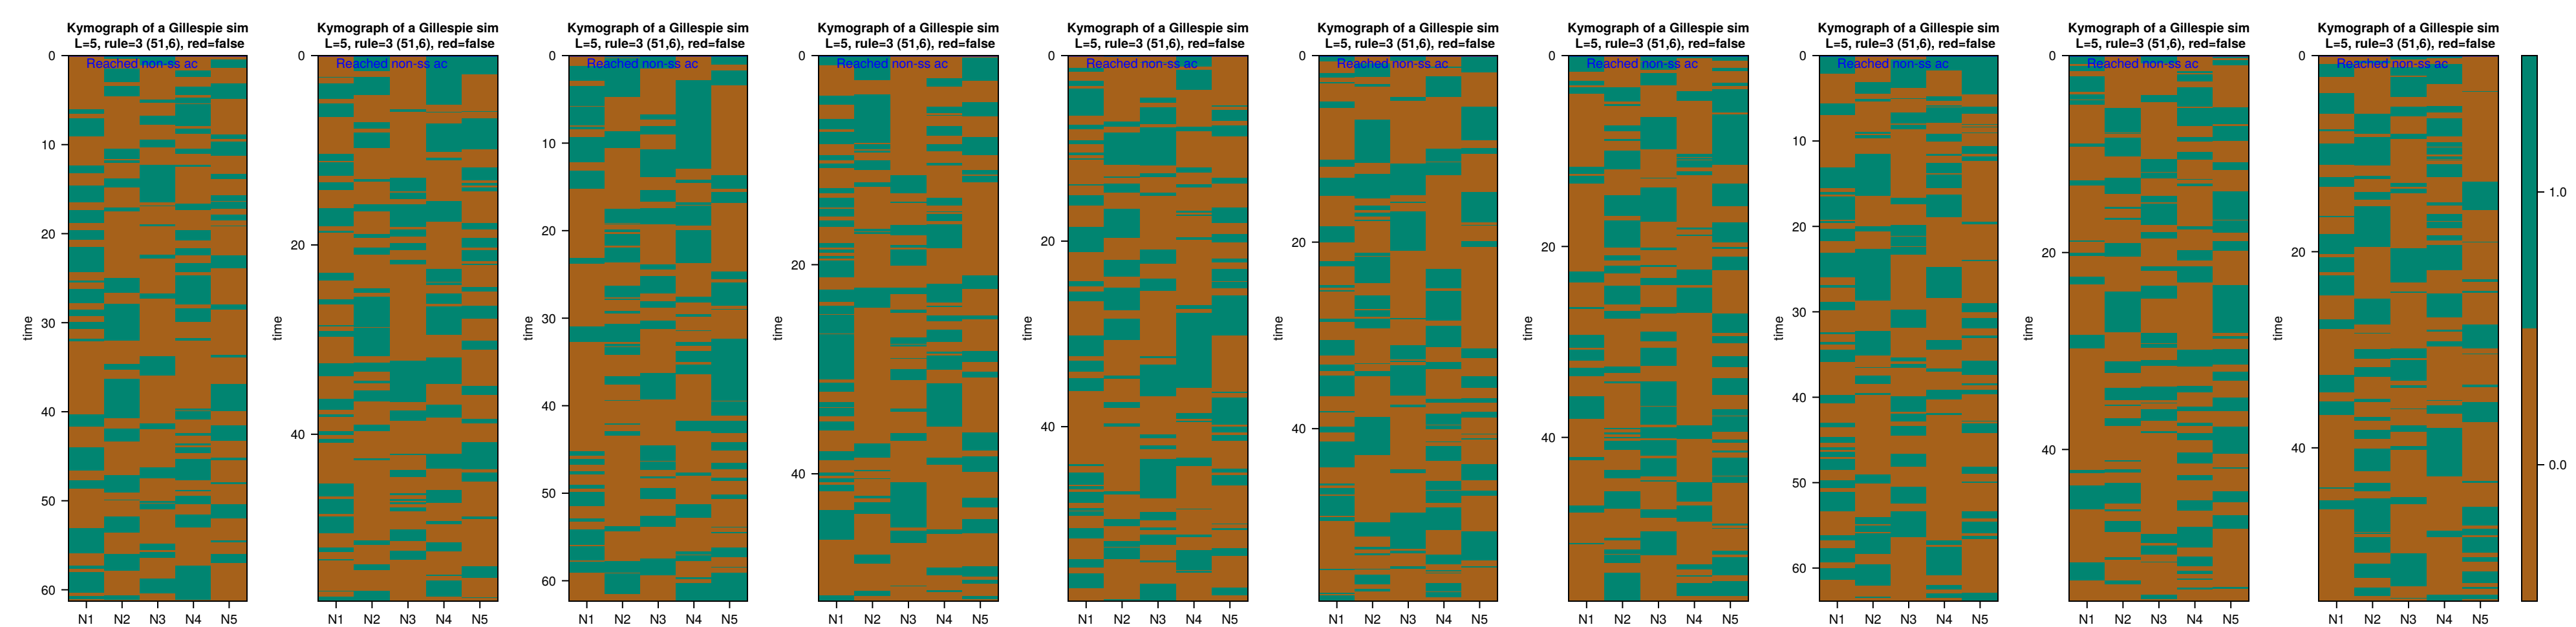 Kymograph of a Gillespie sim
L=5, rule=3 (51,6), red=false
Reached non-ss ac
time
0
10
20
30
40
50
60
N1 N2 N3 N4 N5
Kymograph of a Gillespie sim
L=5, rule=3 (51,6), red=false
Reached non-ss ac
time
0
20
40
N1 N2 N3 N4 N5
Kymograph of a Gillespie sim
L=5, rule=3 (51,6), red=false
Reached non-ss ac
time
0
10
20
30
40
50
60
N1 N2 N3 N4 N5
Kymograph of a Gillespie sim
L=5, rule=3 (51,6), red=false
Reached non-ss ac
time
0
20
40
N1 N2 N3 N4 N5
Kymograph of a Gillespie sim
L=5, rule=3 (51,6), red=false
Reached non-ss ac
time
0
20
40
N1 N2 N3 N4 N5
Kymograph of a Gillespie sim
L=5, rule=3 (51,6), red=false
Reached non-ss ac
time
0
20
40
N1 N2 N3 N4 N5
Kymograph of a Gillespie sim
L=5, rule=3 (51,6), red=false
Reached non-ss ac
time
0
20
40
N1 N2 N3 N4 N5
Kymograph of a Gillespie sim
L=5, rule=3 (51,6), red=false
Reached non-ss ac
time
0
10
20
30
40
50
60
N1 N2 N3 N4 N5
Kymograph of a Gillespie sim
L=5, rule=3 (51,6), red=false
Reached non-ss ac
time
0
20
40
N1 N2 N3 N4 N5
Kymograph of a Gillespie sim
L=5, rule=3 (51,6), red=false
Reached non-ss ac
time
0
20
40
N1 N2 N3 N4 N5
1.0
0.0